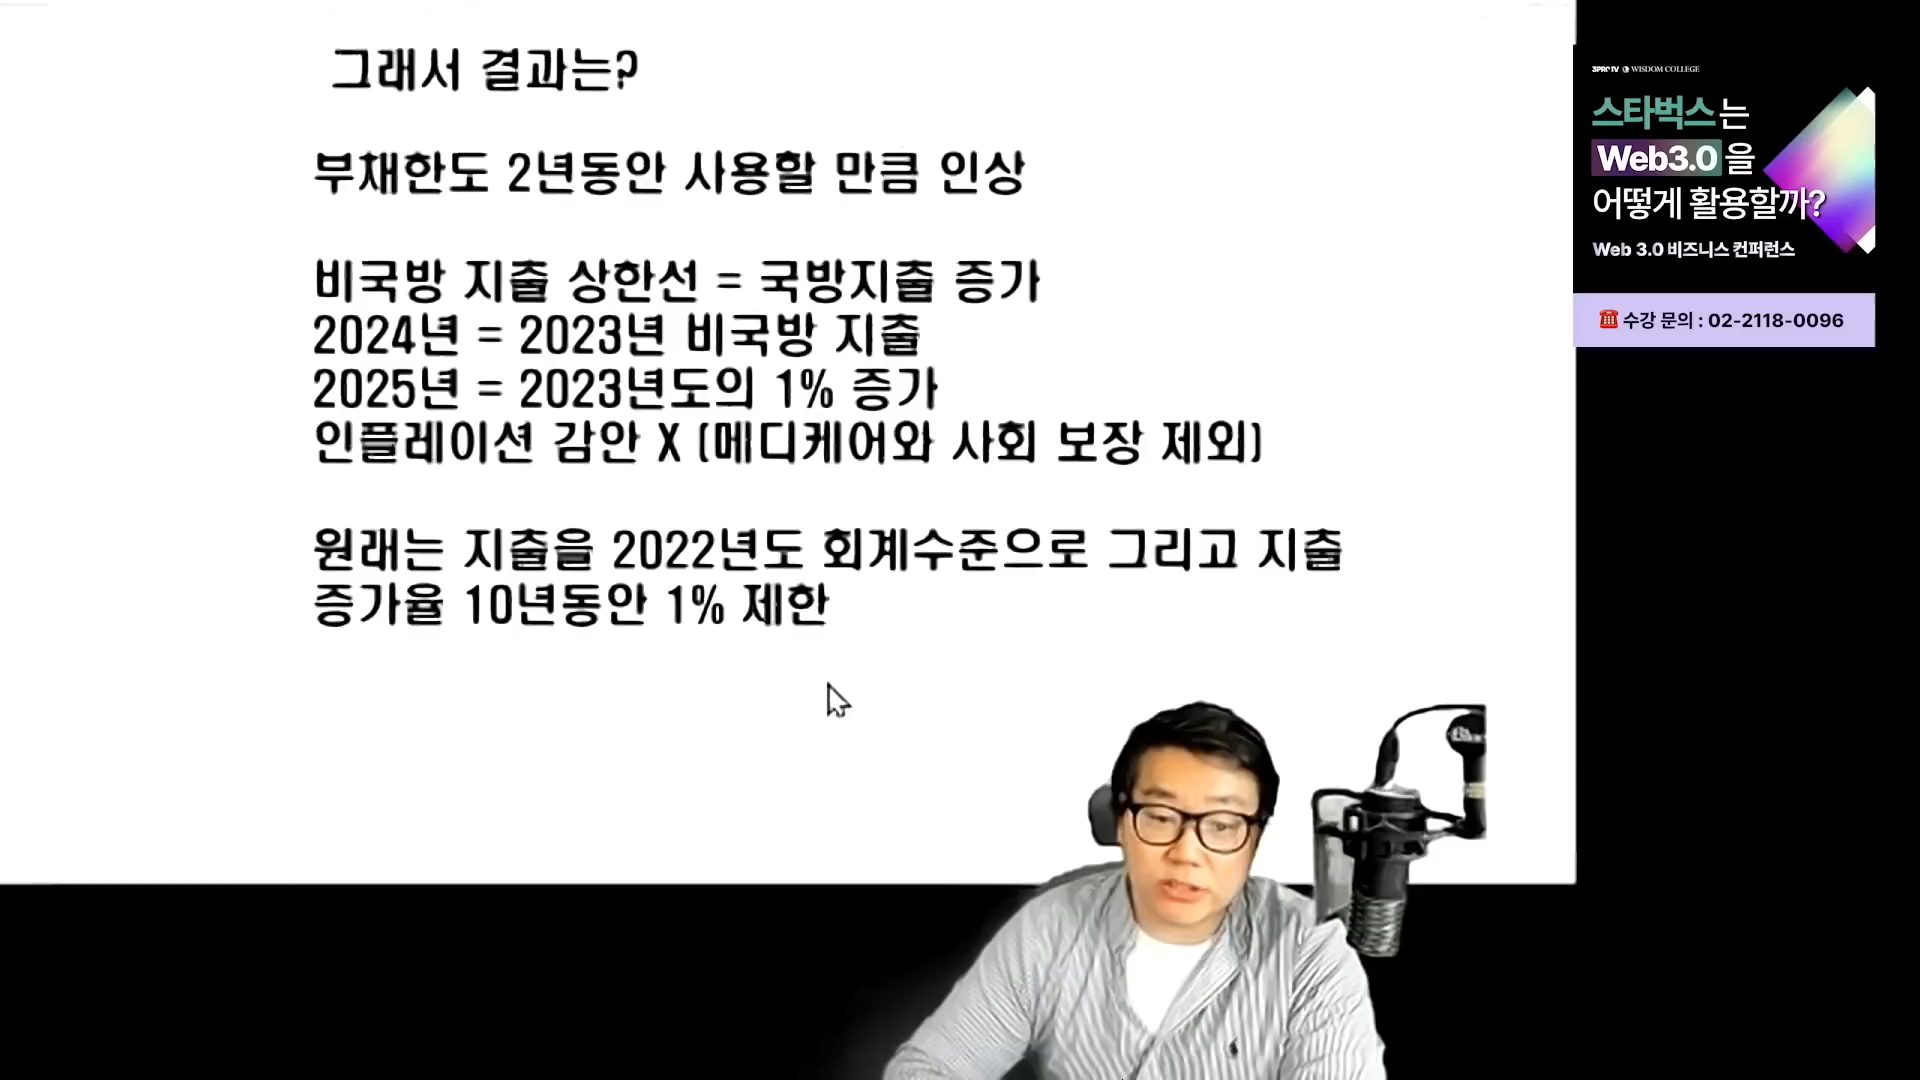 그래서 결과는?
부채한도 2년동안 사용할 만큼 인상
비국방 지출 상한선 = 국방지출 증가
2024년 = 2023년 비국방 지출
2025년 = 2023년도의 1% 증가
인플레이션 감안 X (메디케어와 사회 보장 제외)
원래는 지출을 2022년도 회계수준으로 그리고 지출
증가율 10년동안 1% 제한
3PRO TV WISDOM COLLEGE
스타벅스는
Web3.0을
어떻게 활용할까?
Web 3.0 비즈니스 컨퍼런스
수강 문의 : 02-2118-0096
Blue